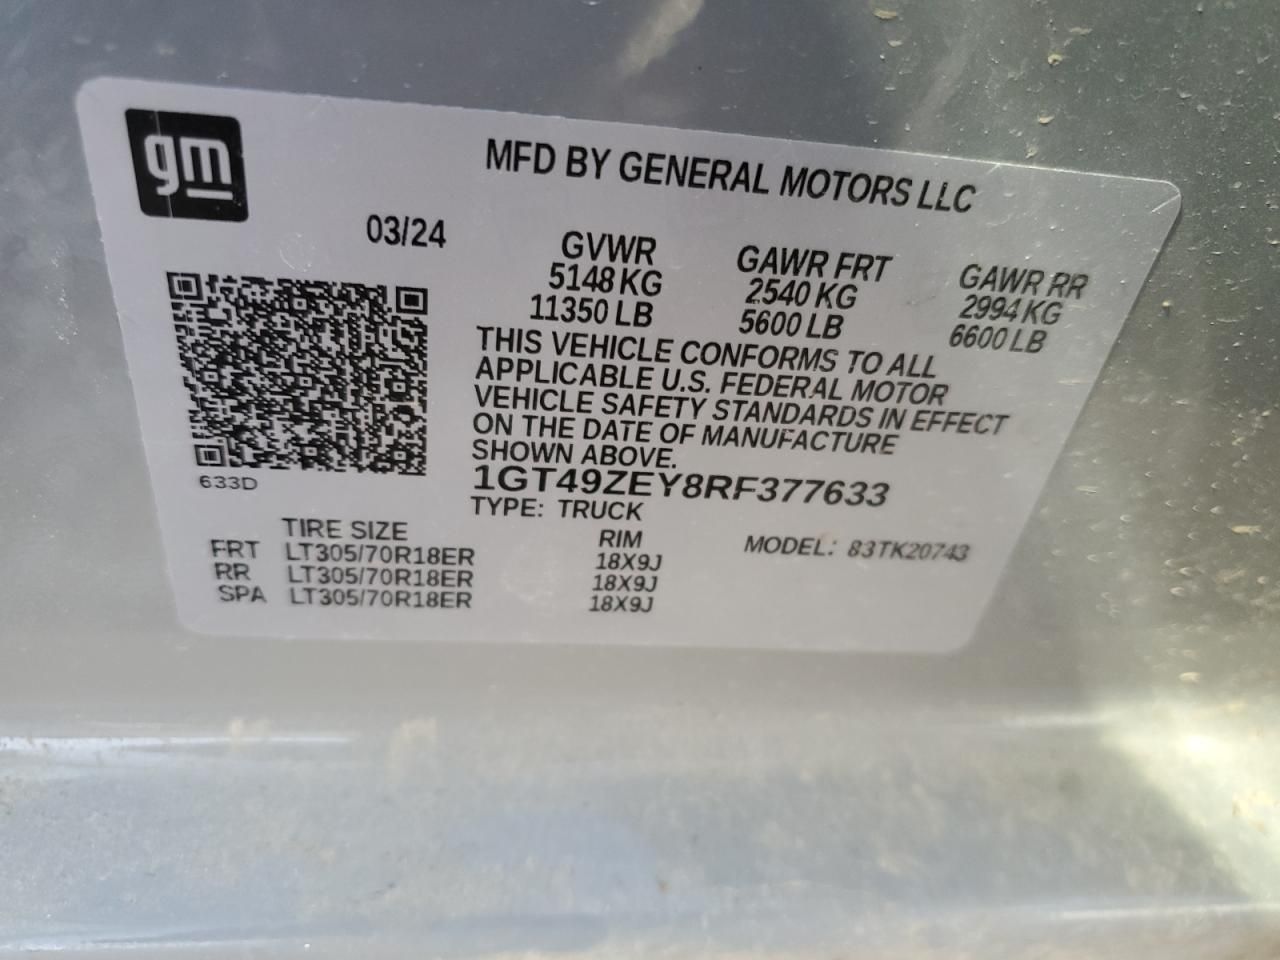 gm
MFD BY GENERAL MOTORS LLC
03/24
GVWR GAWR FRT GAWR RR
5148 KG 2540 KG 2994 KG
11350 LB 5600 LB 6600 LB
THIS VEHICLE CONFORMS TO ALL
APPLICABLE U.S. FEDERAL MOTOR
VEHICLE SAFETY STANDARDS IN EFFECT
ON THE DATE OF MANUFACTURE
SHOWN ABOVE.
633D
1GT49ZEY8RF377633
TYPE: TRUCK
TIRE SIZE RIM MODEL: 83TK20743
FRT LT305/70R18ER 18X9J
RR LT305/70R18ER 18X9J
SPA LT305/70R18ER 18X9J